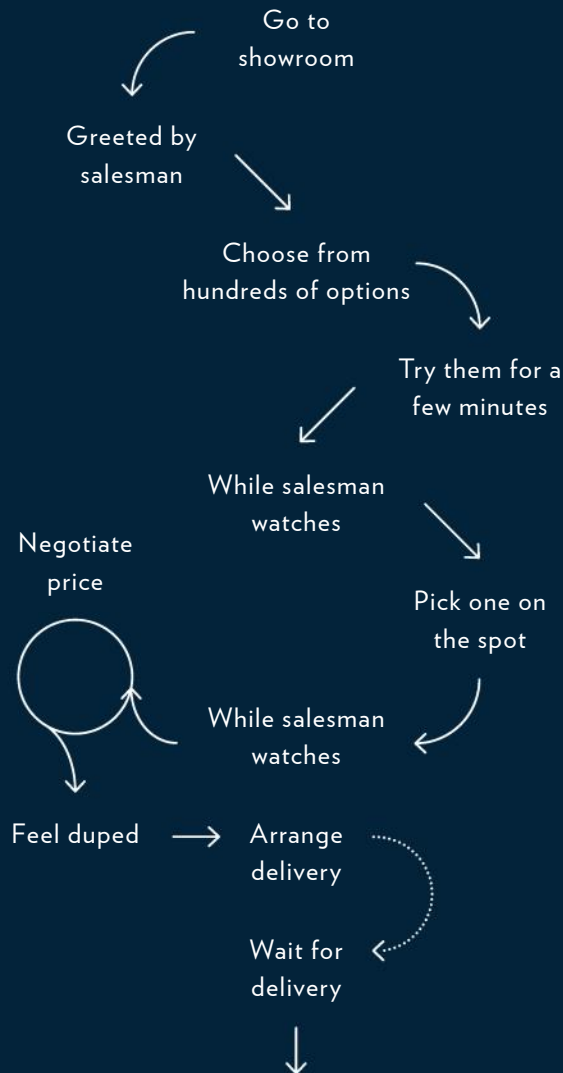 Go to
showroom
Greeted by
salesman
Choose from
hundreds of options
Try them for a
few minutes
While salesman
watches
Pick one on
the spot
While salesman
watches
Negotiate
price
Feel duped
Arrange
delivery
Wait for
delivery